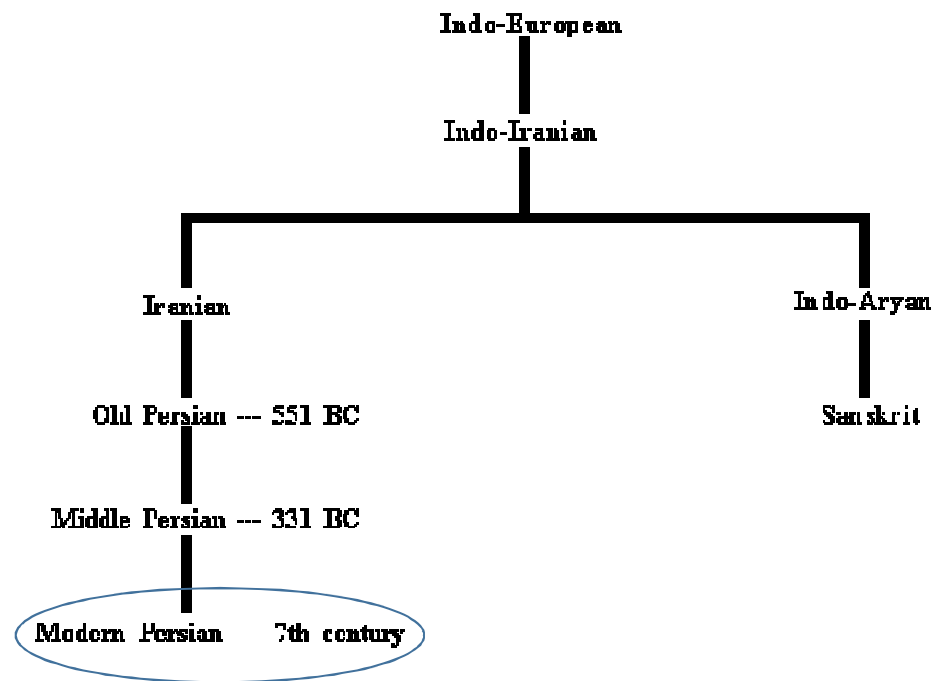 Indo-European
Indo-Iranian
Iranian
Indo-Aryan
Old Persian --- 551 BC
Sanskrit
Middle Persian --- 331 BC
Modern Persian 7th century